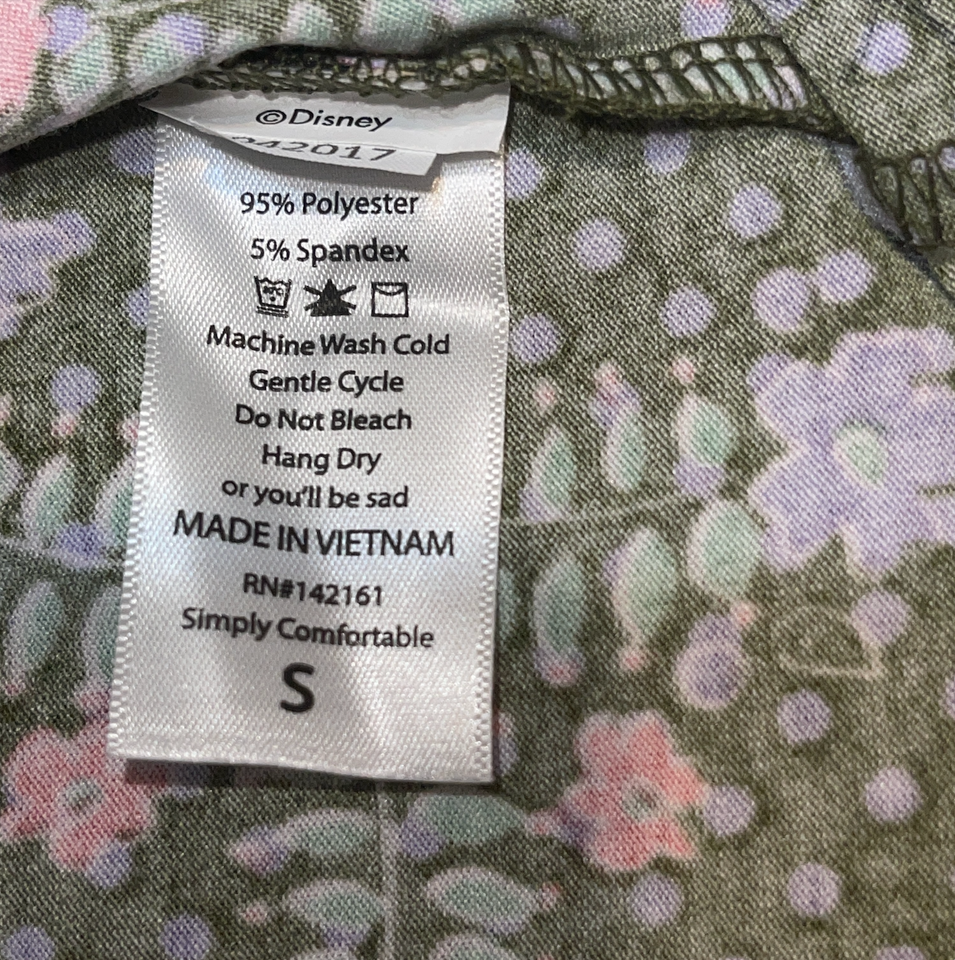 ©Disney
042017
95% Polyester
5% Spandex
Machine Wash Cold
Gentle Cycle
Do Not Bleach
Hang Dry
or you'll be sad
MADE IN VIETNAM
RN#142161
Simply Comfortable
S